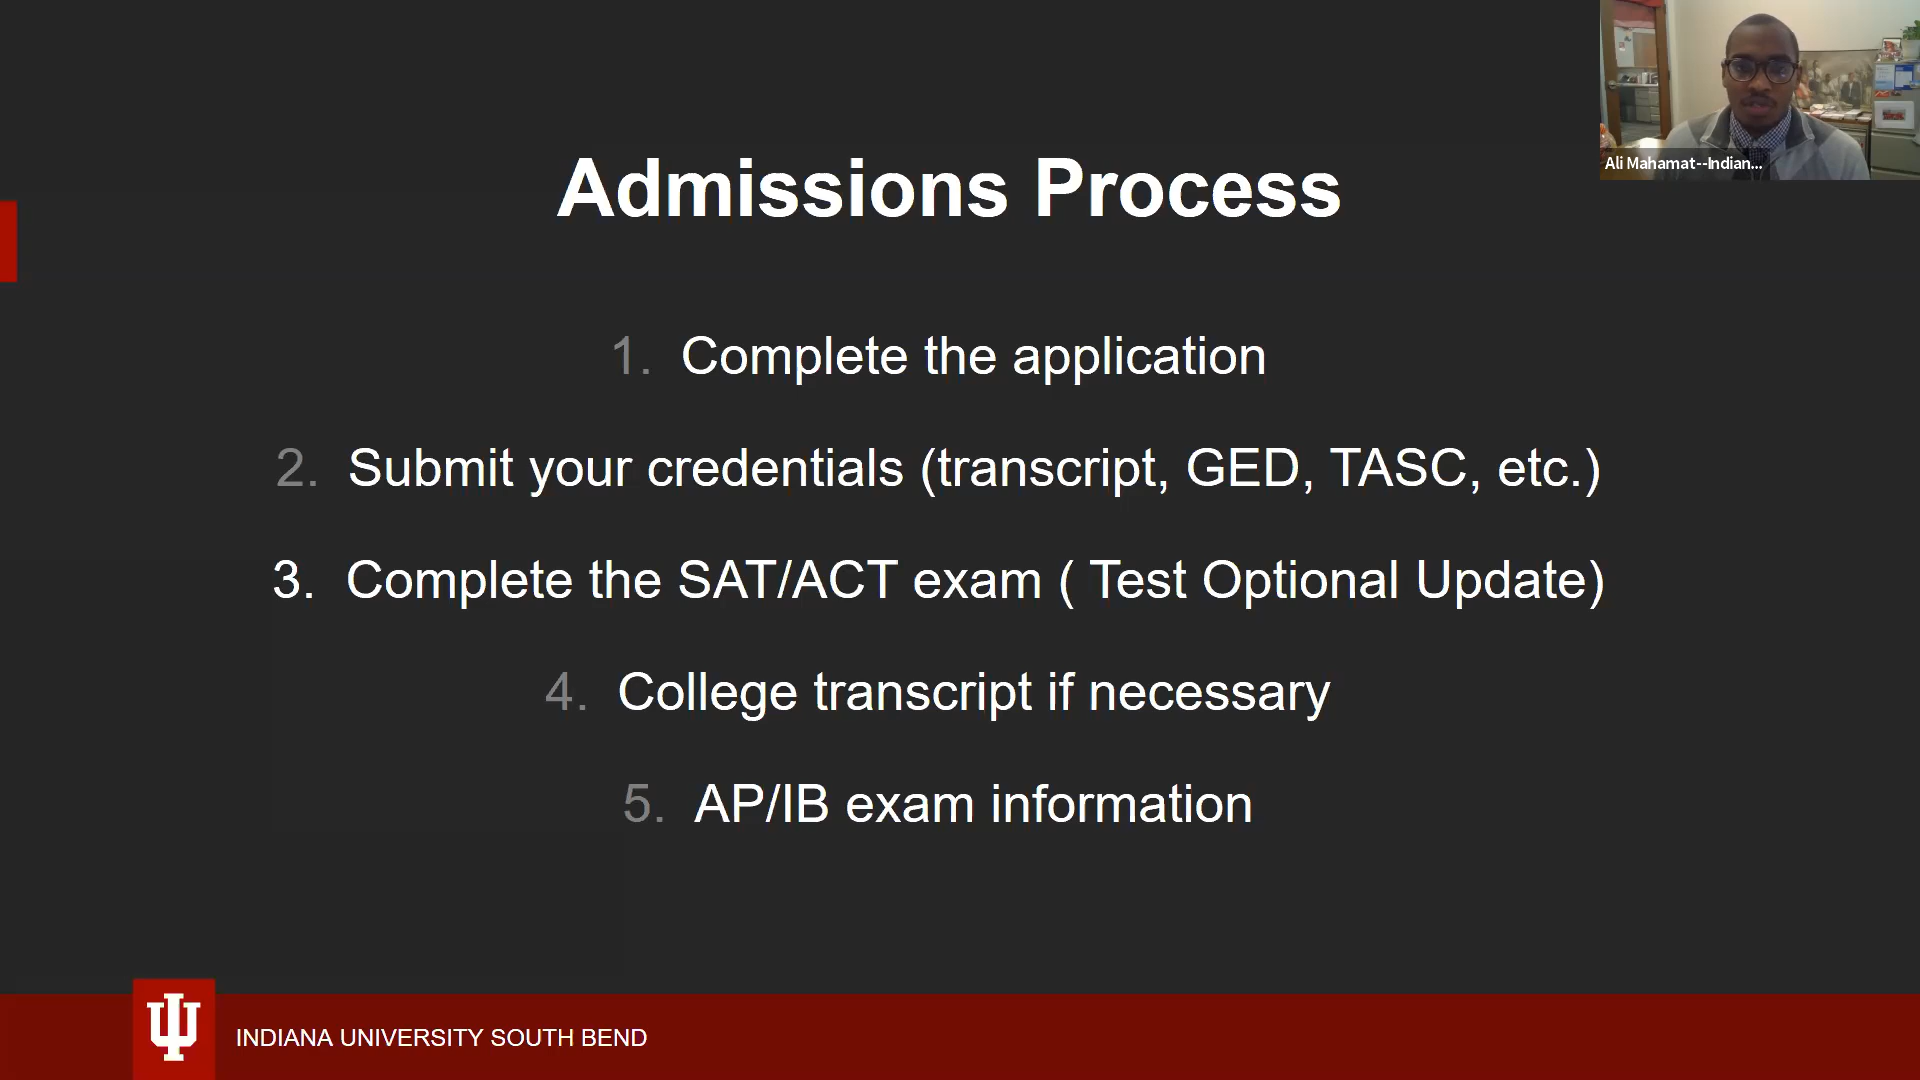 Admissions Process
1. Complete the application
2. Submit your credentials (transcript, GED, TASC, etc.)
3. Complete the SAT/ACT exam ( Test Optional Update)
4. College transcript if necessary
5. AP/IB exam information
INDIANA UNIVERSITY SOUTH BEND
Ali Mahamat--Indian...